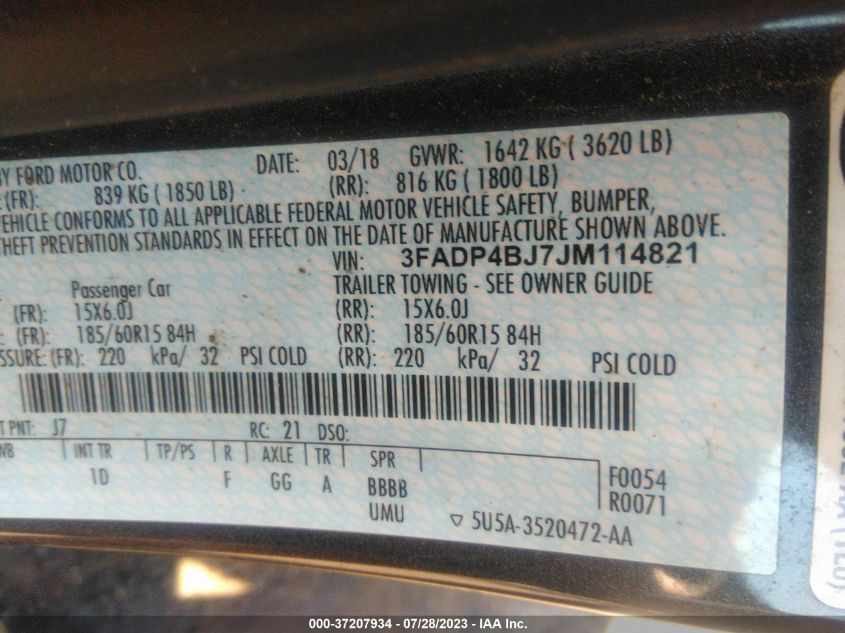 BY FORD MOTOR CO. DATE: 03/18 GVWR: 1642 KG ( 3620 LB)
(FR): 839 KG ( 1850 LB) (RR): 816 KG ( 1800 LB)
VEHICLE CONFORMS TO ALL APPLICABLE FEDERAL MOTOR VEHICLE SAFETY, BUMPER,
THEFT PREVENTION STANDARDS IN EFFECT ON THE DATE OF MANUFACTURE SHOWN ABOVE.
VIN: 3FADP4BJ7JM114821
Passenger Car TRAILER TOWING - SEE OWNER GUIDE
(FR): 15X6.0J (RR): 15X6.0J
(FR): 185/60R15 84H (RR): 185/60R15 84H
SSURE: (FR): 220 kPa/ 32 PSI COLD (RR): 220 kPa/ 32 PSI COLD
T PNT: J7 RC: 21 DSO:
WB INT TR TP/PS R AXLE TR SPR
1D F GG A BBBB F0054
UMU R0071
5U5A-3520472-AA
000-37207934 / 07/28/2023 / IAA Inc.